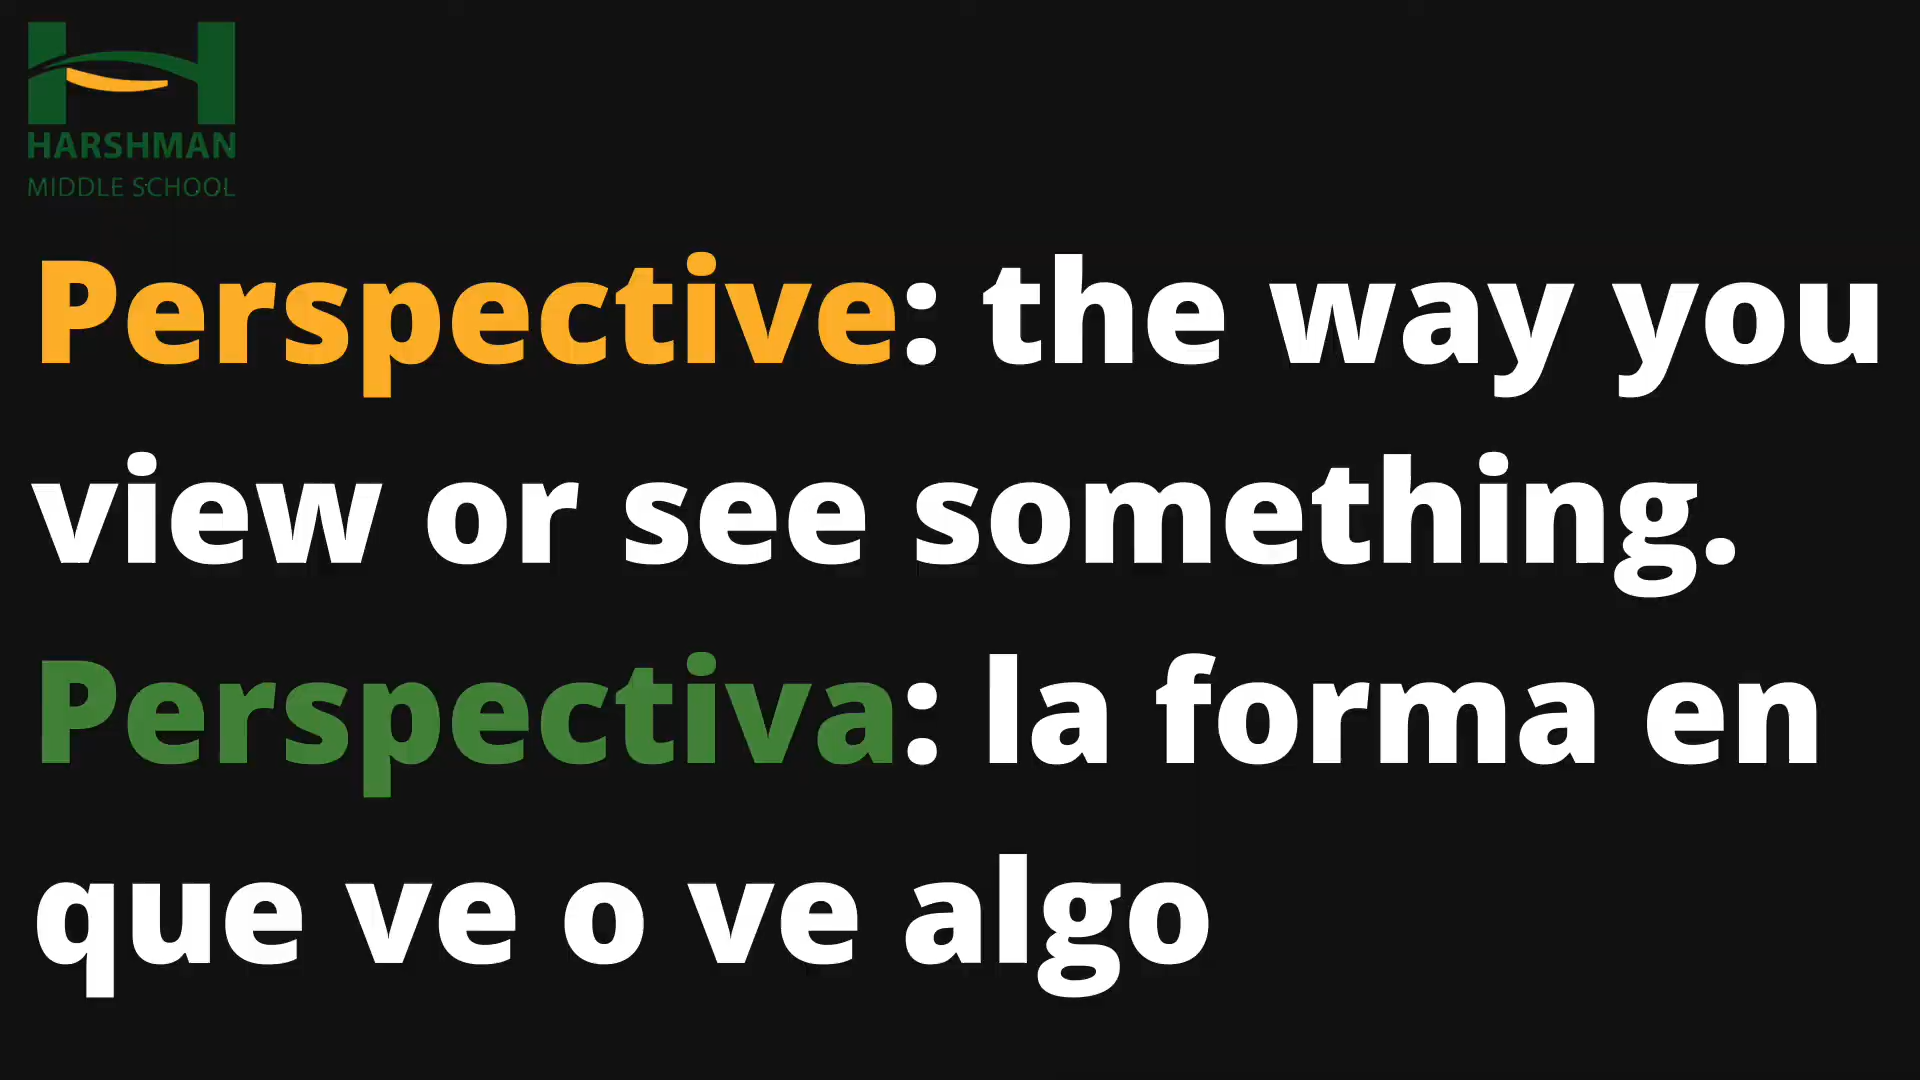 HARSHMAN
MIDDLE SCHOOL
Perspective: the way you
view or see something.
Perspectiva: la forma en
que ve o ve algo